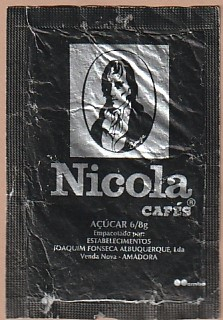 Nicola
CAFÉS®
AÇÚCAR 6/8g
Empacotado por:
ESTABELECIMENTOS
JOAQUIM FONSECA ALBUQUERQUE, Lda
Venda Nova - AMADORA